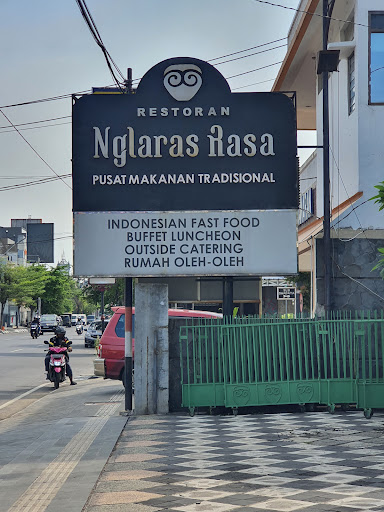 RESTORAN
Nglaras Rasa
PUSAT MAKANAN TRADISIONAL
INDONESIAN FAST FOOD
BUFFET LUNCHEON
OUTSIDE CATERING
RUMAH OLEH-OLEH